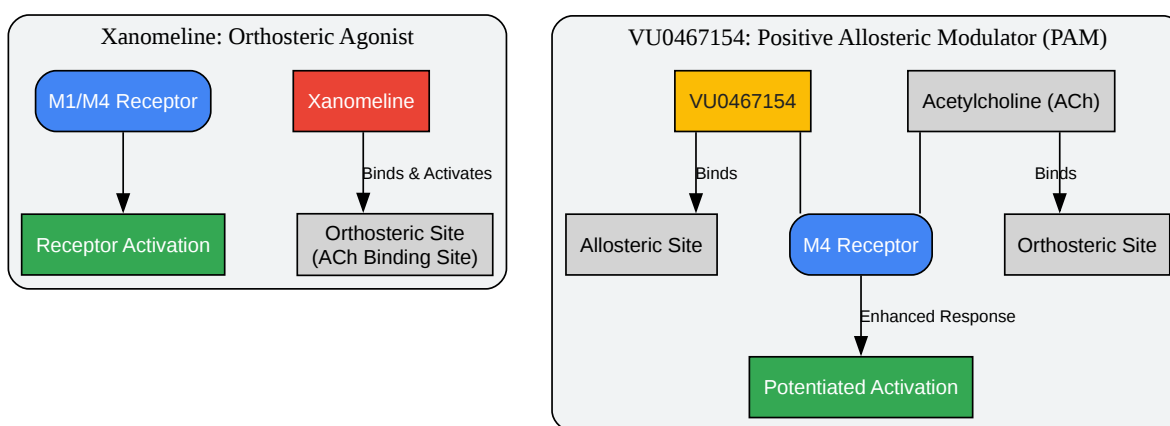 Xanomeline: Orthosteric Agonist
M1/M4 Receptor
Xanomeline
Binds & Activates
Receptor Activation
Orthosteric Site
(ACh Binding Site)
VU0467154: Positive Allosteric Modulator (PAM)
VU0467154
Acetylcholine (ACh)
Binds
Binds
Allosteric Site
M4 Receptor
Orthosteric Site
Enhanced Response
Potentiated Activation